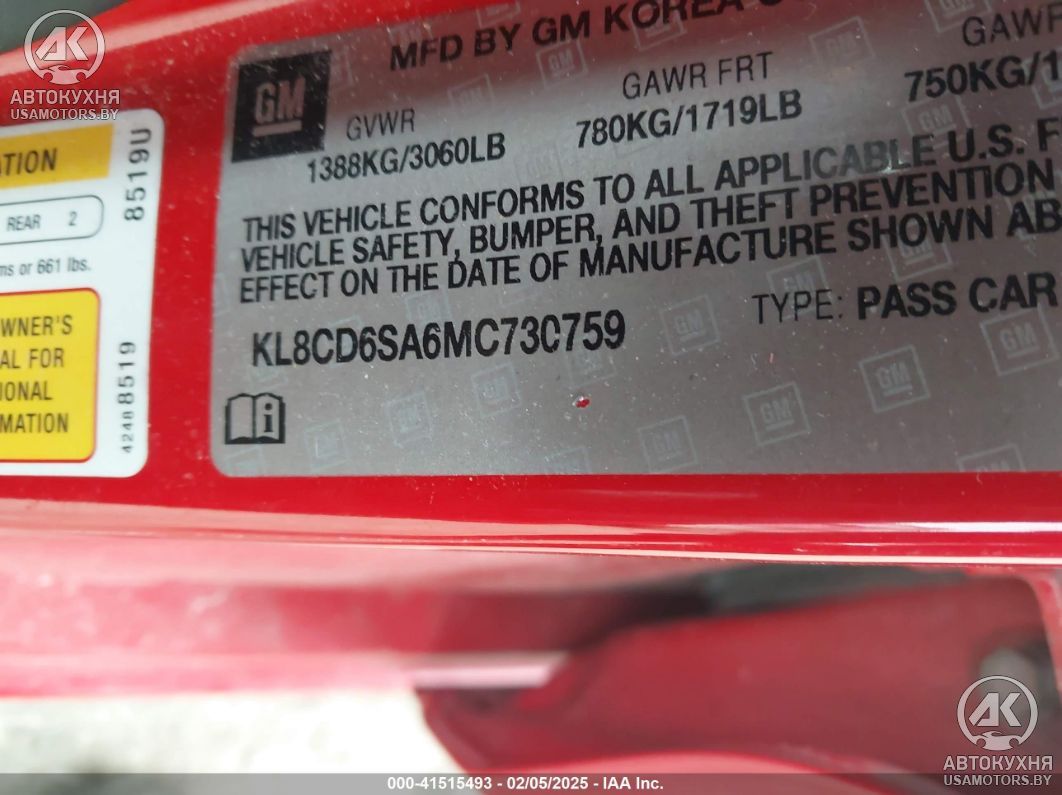 АВТОКУХНЯ
USAMOTORS.BY
GM
MFD BY GM KOREA
GVWR
1388KG/3060LB
GAWR FRT
780KG/1719LB
GAWR
750KG/1
THIS VEHICLE CONFORMS TO ALL APPLICABLE U.S. F
VEHICLE SAFETY, BUMPER, AND THEFT PREVENTION
EFFECT ON THE DATE OF MANUFACTURE SHOWN AB
TYPE: PASS CAR
KL8CD6SA6MC730759
ATION
REAR 2
ms or 661 lbs.
8519U
WNER'S
AL FOR
IONAL
MATION
42488519
АВТОКУХНЯ
USAMOTORS.BY
000-41515493 - 02/05/2025 - IAA Inc.